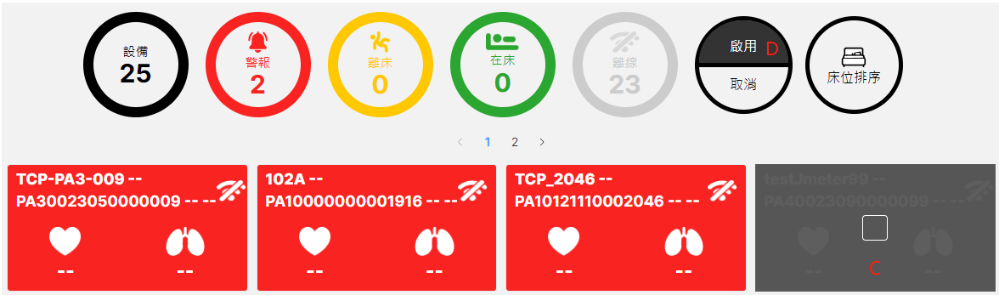 設備
25
警報
2
離床
0
在床
0
離線
23
啟用 D
取消
床位排序
1 2
TCP-PA3-009 --
PA30023050000009 -- --
-- --
102A --
PA10000000001916 -- --
-- --
TCP_2046 --
PA10121110002046 -- --
-- --
testJmeter99 --
PA40023090000099 -- --
-- --
C